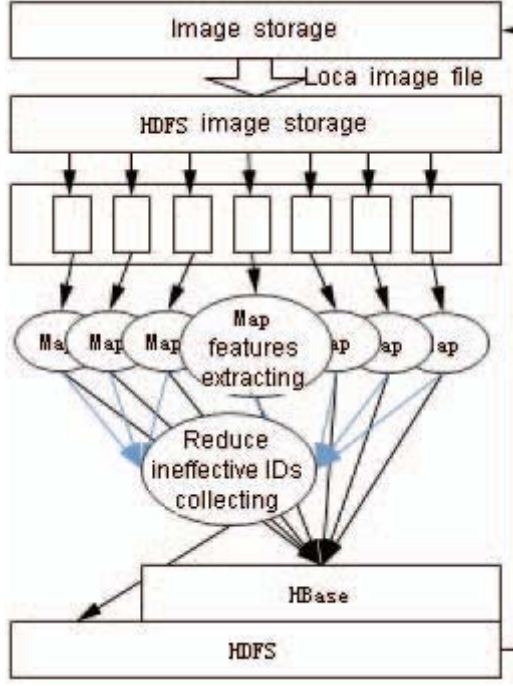 Image storage
Loca image file
HDFS image storage
Map
Map
Map
Map
features
extracting
ap
ap
ap
Reduce
ineffective IDs
collecting
HBase
HDFS